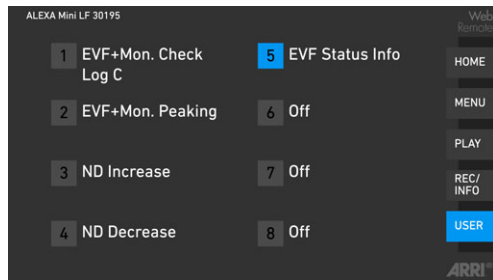 ALEXA Mini LF 30195
Web
Remote
1 EVF+Mon. Check
Log C
2 EVF+Mon. Peaking
3 ND Increase
4 ND Decrease
5 EVF Status Info
6 Off
7 Off
8 Off
HOME
MENU
PLAY
REC/
INFO
USER
ARRI®